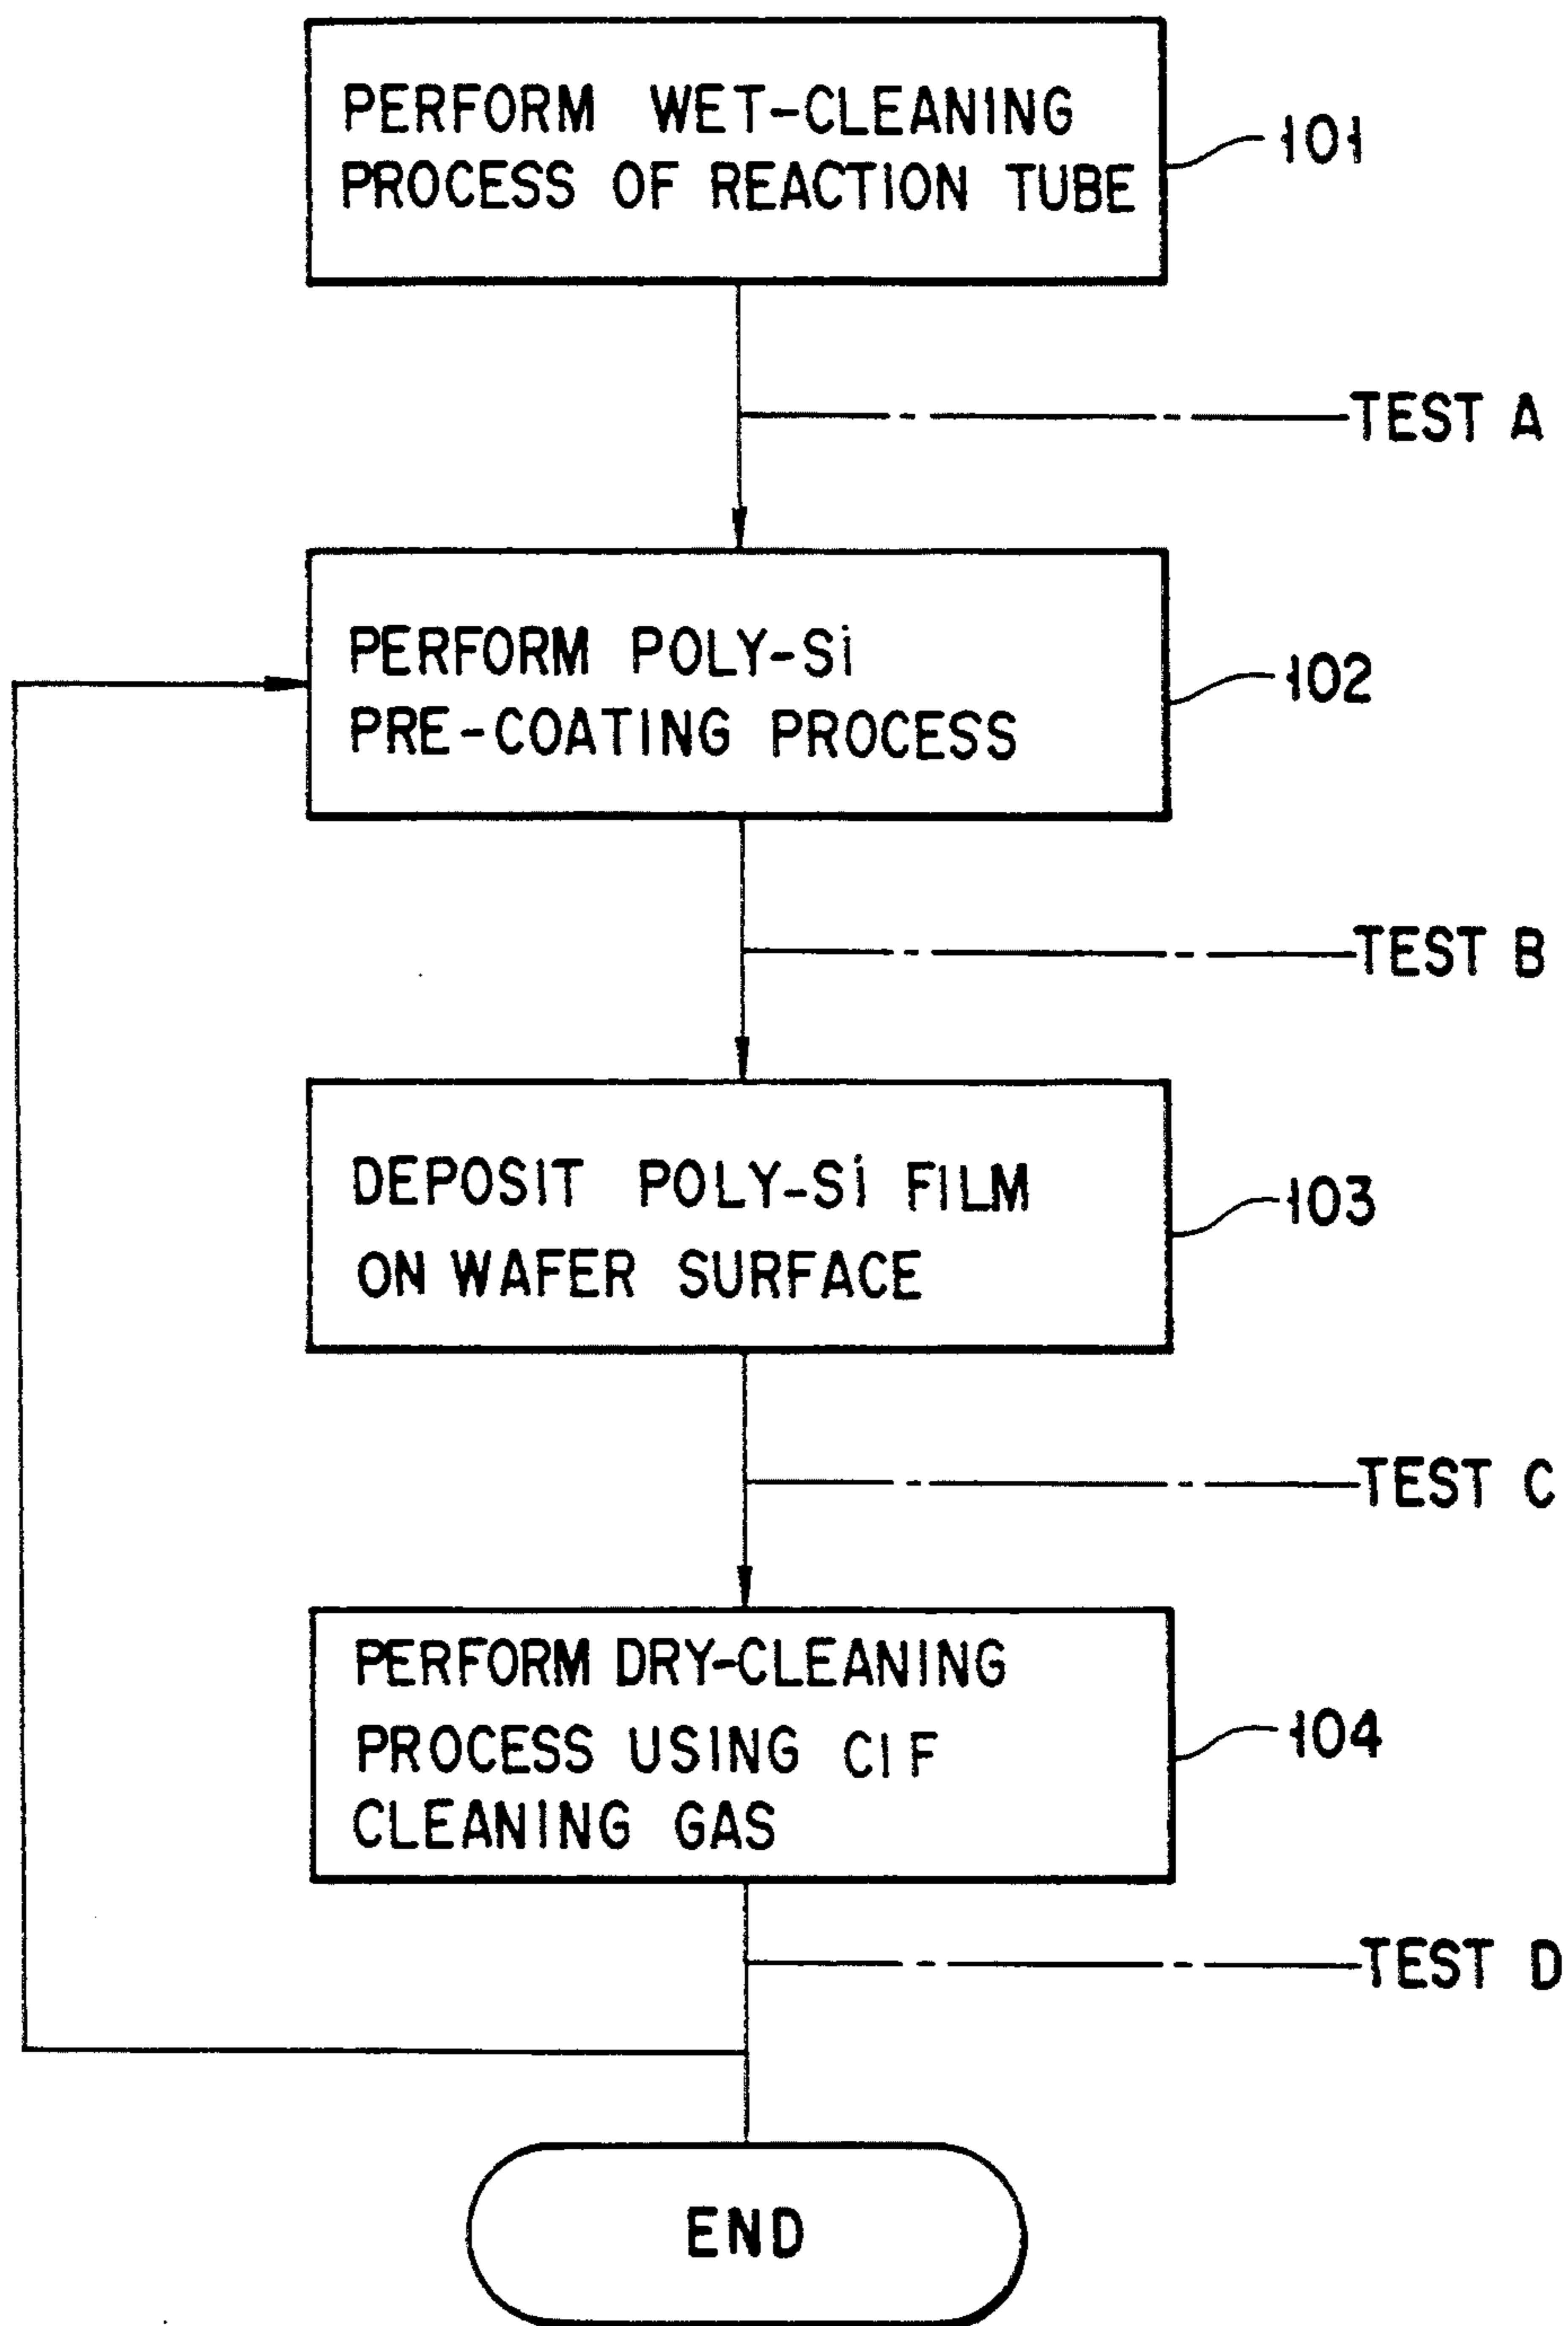 PERFORM WET-CLEANING
PROCESS OF REACTION TUBE
101
TEST A
PERFORM POLY-Si
PRE-COATING PROCESS
102
TEST B
DEPOSIT POLY-Si FILM
ON WAFER SURFACE
103
TEST C
PERFORM DRY-CLEANING
PROCESS USING ClF
CLEANING GAS
104
TEST D
END